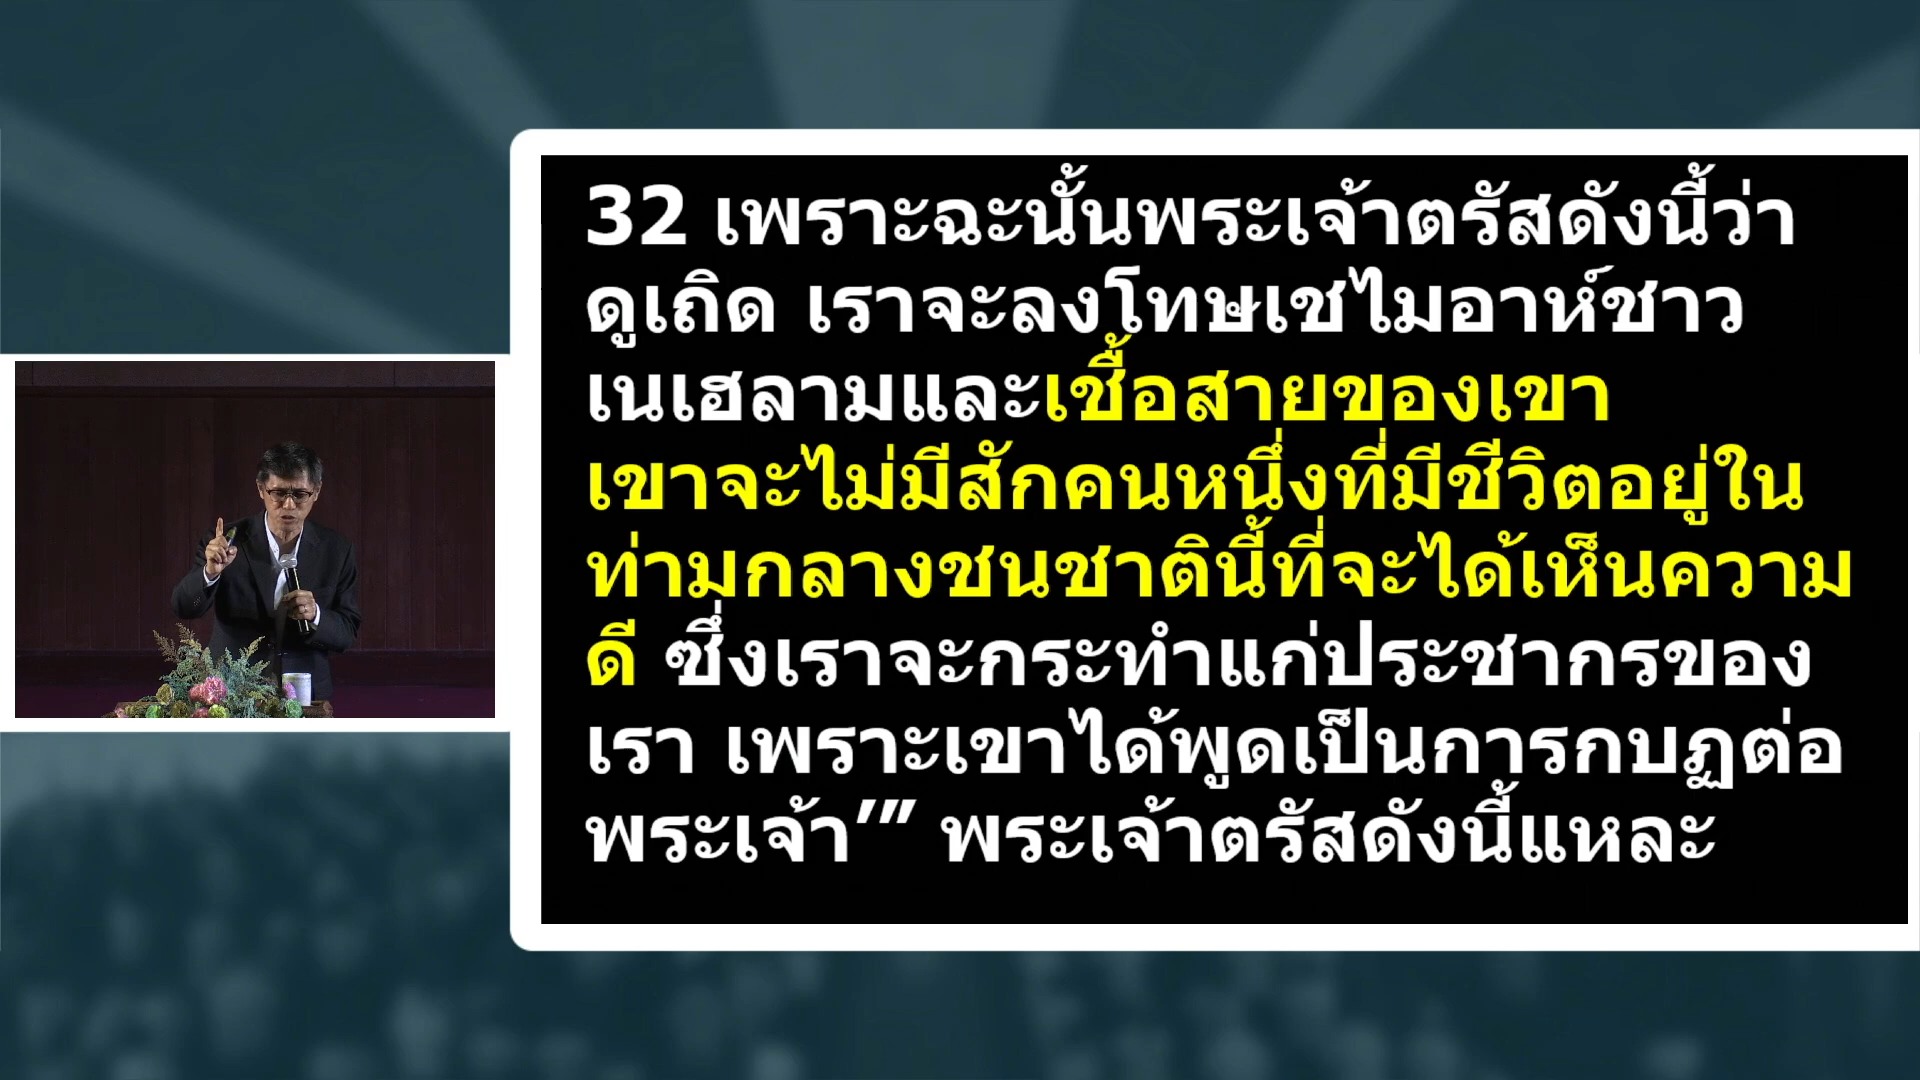 32 เพราะฉะนั้นพระเจ้าตรัสดังนี้ว่า
ดูเถิด เราจะลงโทษเชไมอาห์ชาว
เนเฮลามและเชื้อสายของเขา
เขาจะไม่มีสักคนหนึ่งที่มีชีวิตอยู่ใน
ท่ามกลางชนชาตินี้ที่จะได้เห็นความ
ดี ซึ่งเราจะกระทำแก่ประชากรของ
เรา เพราะเขาได้พูดเป็นการกบฏต่อ
พระเจ้า’” พระเจ้าตรัสดังนี้แหละ